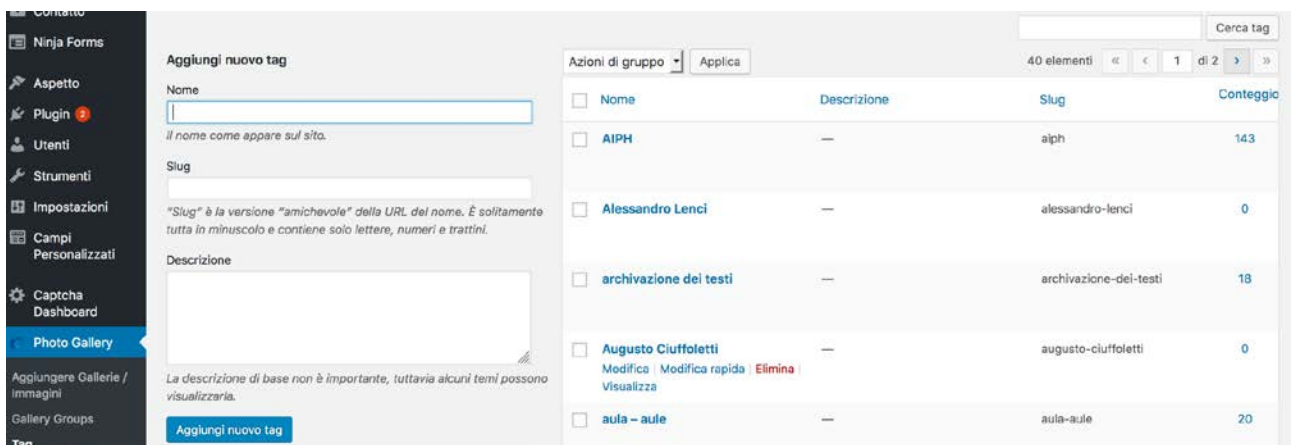 Contatto
Ninja Forms
Aspetto
Plugin 2
Utenti
Strumenti
Impostazioni
Campi
Personalizzati
Captcha
Dashboard
Photo Gallery
Aggiungere Gallerie /
Immagini
Gallery Groups
Tag
Aggiungi nuovo tag
Nome
Il nome come appare sul sito.
Slug
"Slug" è la versione "amichevole" della URL del nome. È solitamente
tutta in minuscolo e contiene solo lettere, numeri e trattini.
Descrizione
La descrizione di base non è importante, tuttavia alcuni temi possono
visualizzarla.
Aggiungi nuovo tag
Cerca tag
Azioni di gruppo Applica 40 elementi « ‹ 1 di 2 › »
Nome Descrizione Slug Conteggio
AIPH — aiph 143
Alessandro Lenci — alessandro-lenci 0
archivazione dei testi — archivazione-dei-testi 18
Augusto Ciuffoletti — augusto-ciuffoletti 0
Modifica | Modifica rapida | Elimina |
Visualizza
aula – aule — aula-aule 20